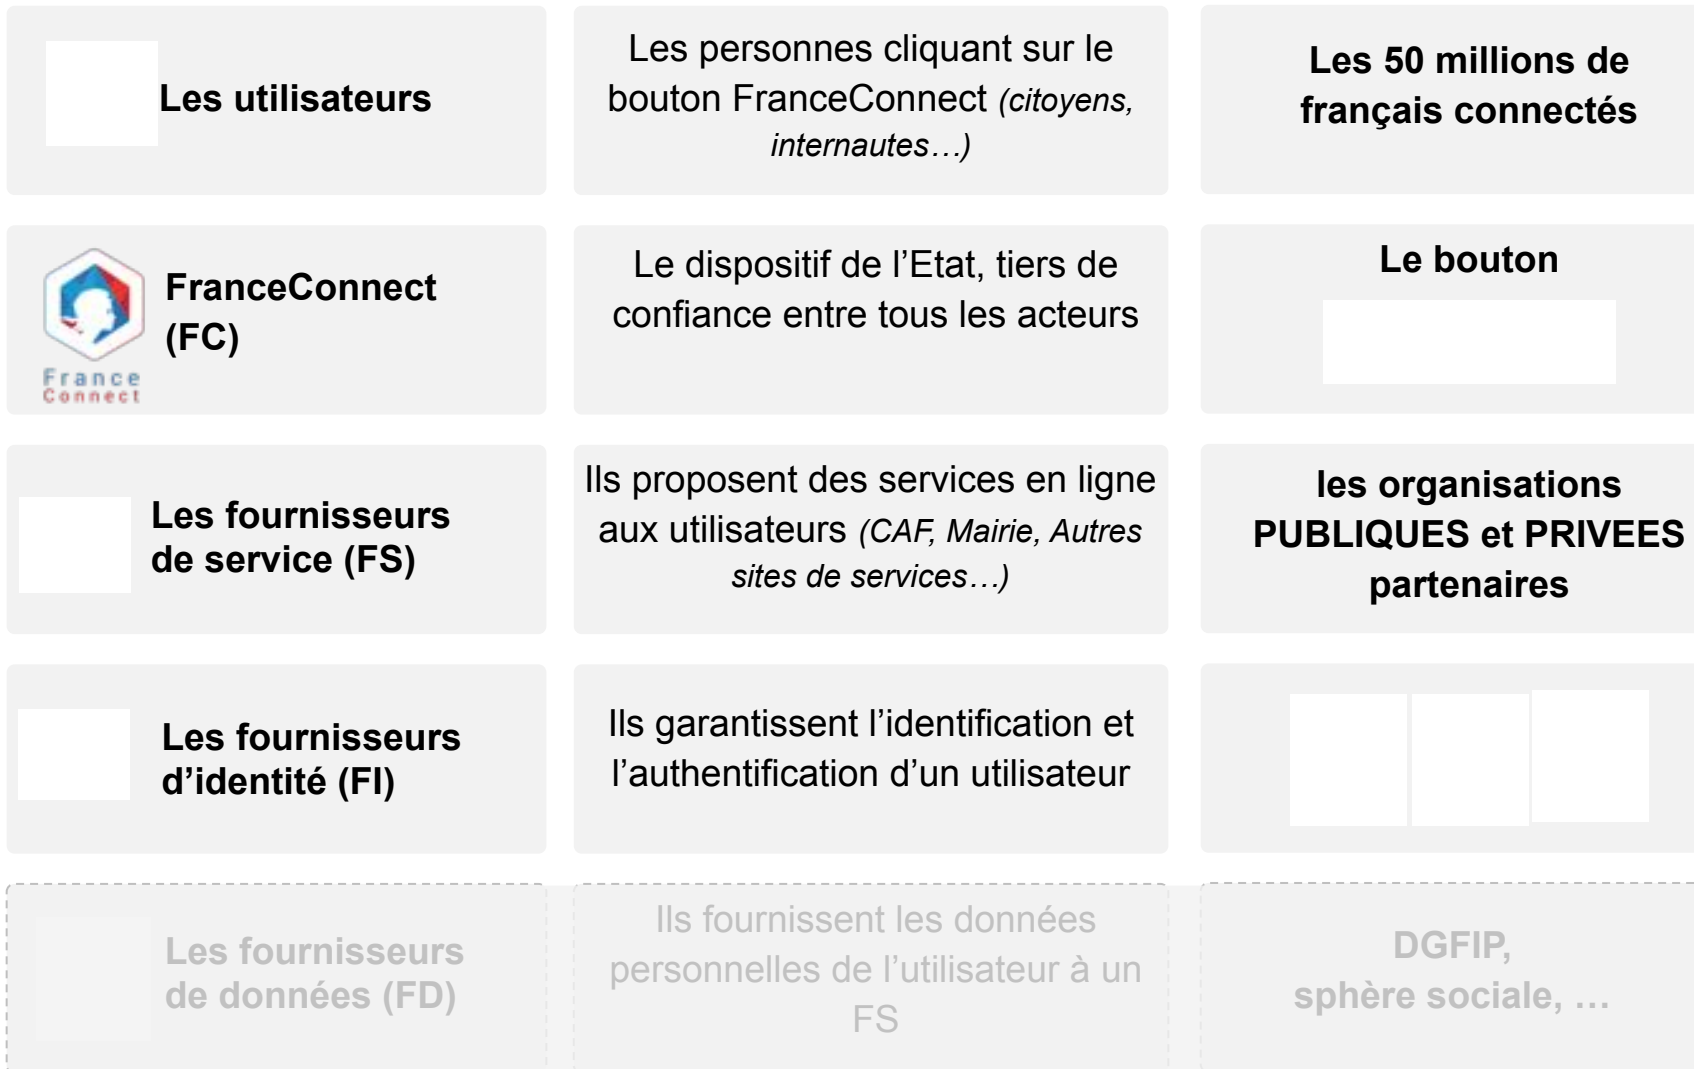 Les utilisateurs
Les personnes cliquant sur le
bouton FranceConnect (citoyens,
internautes…)
Les 50 millions de
français connectés
France
Connect
FranceConnect
(FC)
Le dispositif de l’Etat, tiers de
confiance entre tous les acteurs
Le bouton
Les fournisseurs
de service (FS)
Ils proposent des services en ligne
aux utilisateurs (CAF, Mairie, Autres
sites de services…)
les organisations
PUBLIQUES et PRIVEES
partenaires
Les fournisseurs
d’identité (FI)
Ils garantissent l’identification et
l’authentification d’un utilisateur
Les fournisseurs
de données (FD)
Ils fournissent les données
personnelles de l’utilisateur à un
FS
DGFIP,
sphère sociale, …